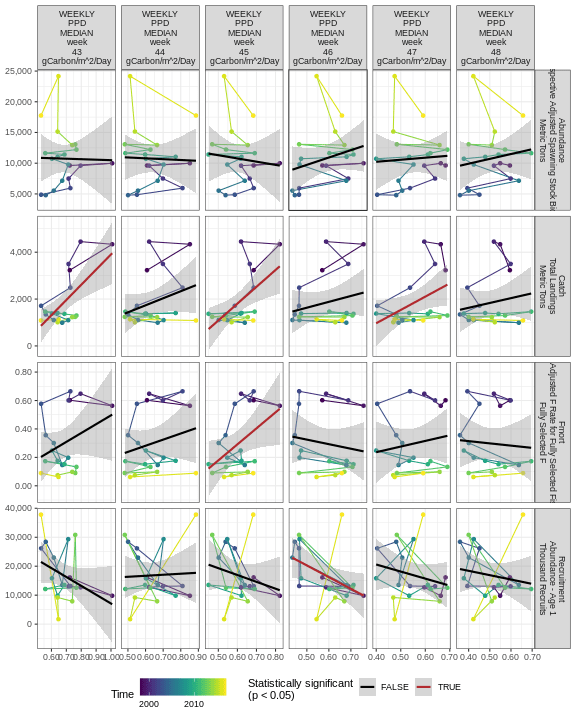 WEEKLY
PPD
MEDIAN
week
43
gCarbon/m^2/Day
WEEKLY
PPD
MEDIAN
week
44
gCarbon/m^2/Day
WEEKLY
PPD
MEDIAN
week
45
gCarbon/m^2/Day
WEEKLY
PPD
MEDIAN
week
46
gCarbon/m^2/Day
WEEKLY
PPD
MEDIAN
week
47
gCarbon/m^2/Day
WEEKLY
PPD
MEDIAN
week
48
gCarbon/m^2/Day
25,000
20,000
15,000
10,000
5,000
Abundance
Adjusted Spawning Stock
Metric Tons
4,000
2,000
0
Catch
Total Landings
Metric Tons
0.80
0.60
0.40
0.20
0.00
Fmort
Adjusted F Rate for Fully Selected
Fully Selected F
40,000
30,000
20,000
10,000
0
Recruitment
Abundance - Age 1
Thousand Recruits
0.60 0.70 0.80 0.90 1.00
0.50 0.60 0.70 0.80 0.90
0.50 0.60 0.70 0.80
0.50 0.60 0.70
0.40 0.50 0.60 0.70
0.40 0.50 0.60 0.70
Time
2000 2010
Statistically significant
(p < 0.05)
FALSE
TRUE